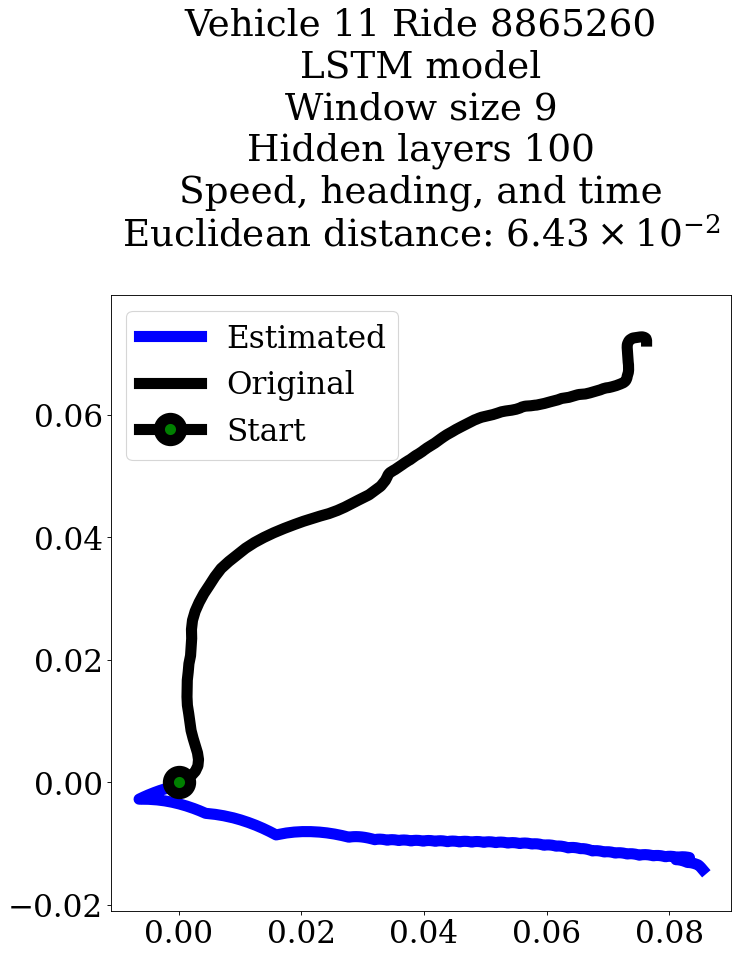 Vehicle 11 Ride 8865260
LSTM model
Window size 9
Hidden layers 100
Speed, heading, and time
Euclidean distance: 6.43 × 10⁻²
Estimated
Original
Start
0.06
0.04
0.02
0.00
−0.02
0.00 0.02 0.04 0.06 0.08